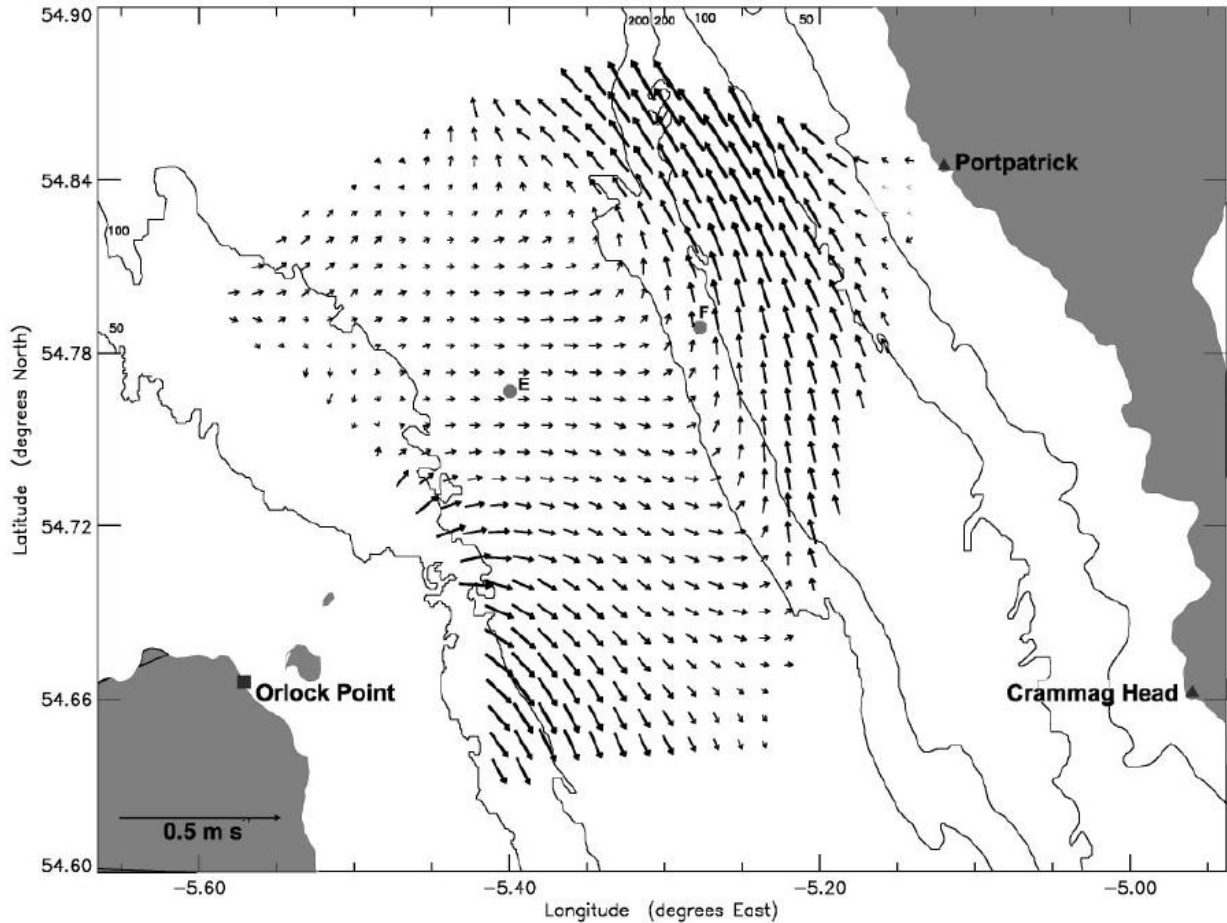 54.90
200
200
100
50
54.84
Portpatrick
100
F
50
54.78
E
Latitude (degrees North)
54.72
54.66
Orlock Point
Crammag Head
0.5 m s
54.60
−5.60
−5.40
−5.20
−5.00
Longitude (degrees East)